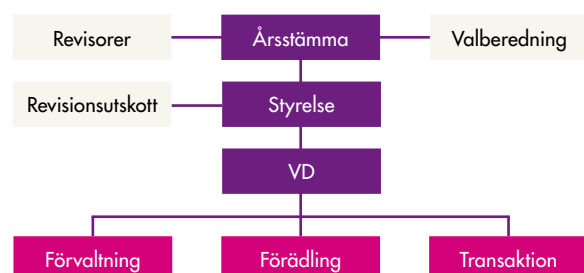 Revisorer
Årsstämma
Valberedning
Revisionsutskott
Styrelse
VD
Förvaltning
Förädling
Transaktion